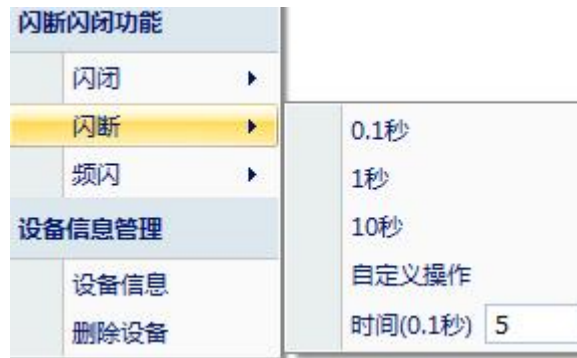 闪断闪闭功能
闪闭
闪断
频闪
设备信息管理
设备信息
删除设备
0.1秒
1秒
10秒
自定义操作
时间(0.1秒) 5